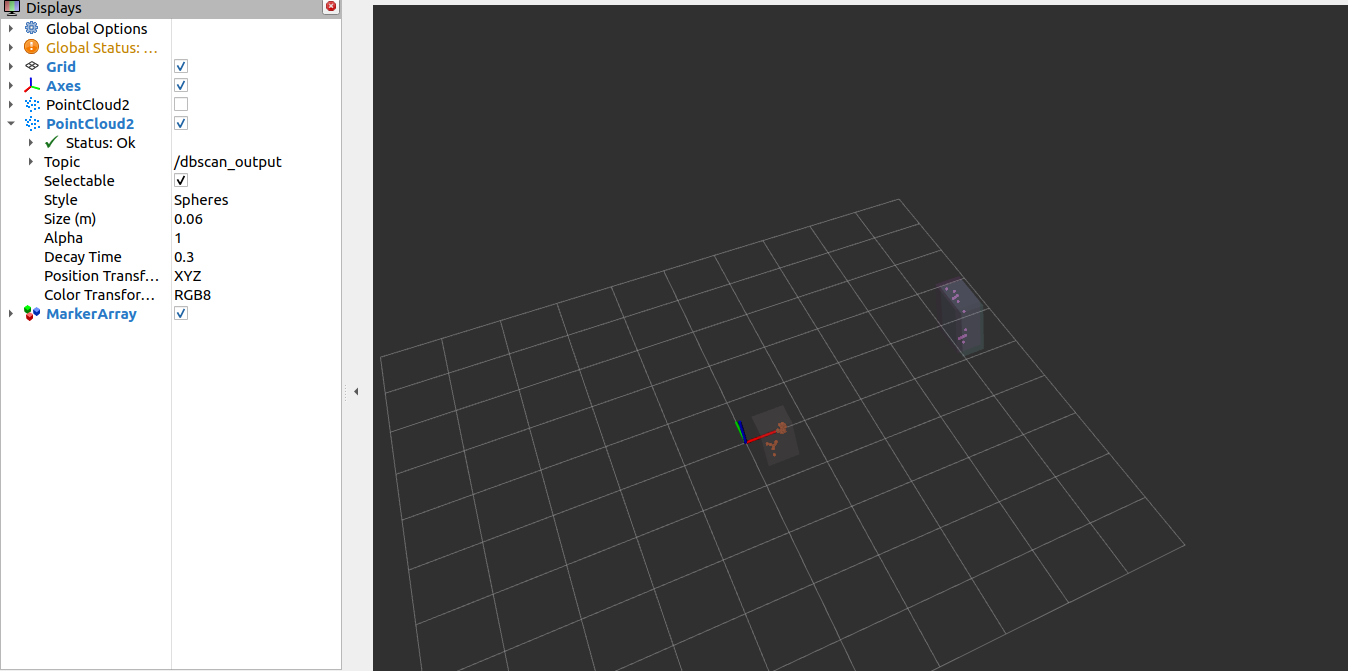 Displays
Global Options
Global Status: ...
Grid
Axes
PointCloud2
PointCloud2
Status: Ok
Topic /dbscan_output
Selectable
Style Spheres
Size (m) 0.06
Alpha 1
Decay Time 0.3
Position Transf... XYZ
Color Transfor... RGB8
MarkerArray